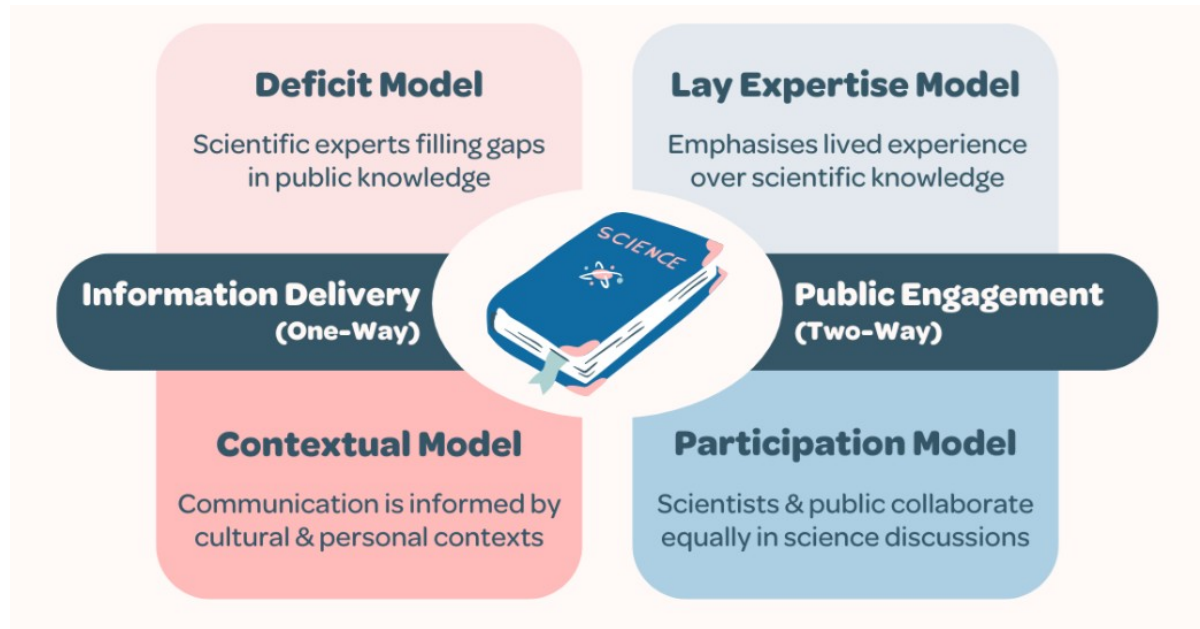 Deficit Model
Scientific experts filling gaps
in public knowledge
Lay Expertise Model
Emphasises lived experience
over scientific knowledge
Information Delivery
(One-Way)
SCIENCE
Public Engagement
(Two-Way)
Contextual Model
Communication is informed by
cultural & personal contexts
Participation Model
Scientists & public collaborate
equally in science discussions